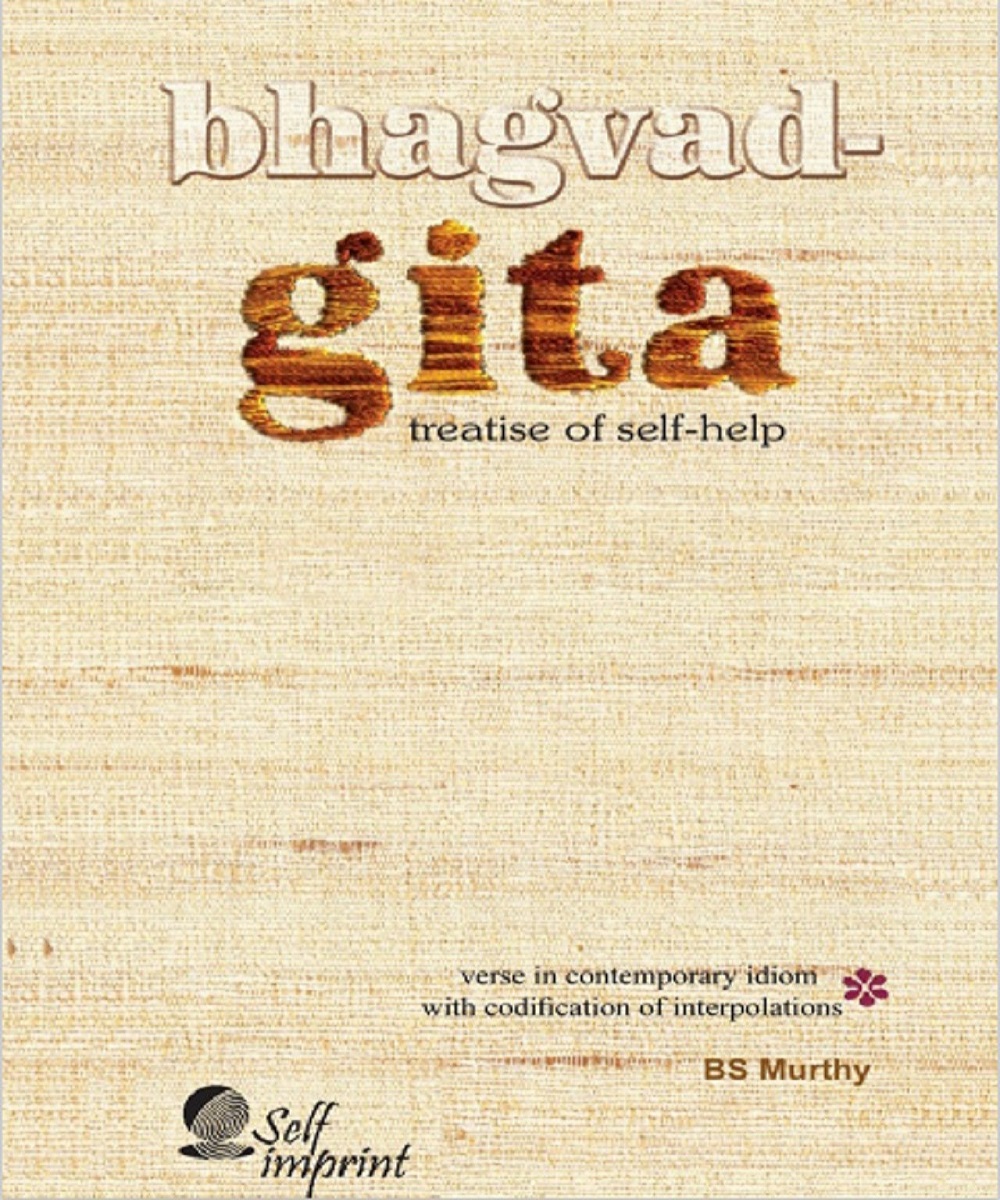 bhagvad-
gita
treatise of self-help
verse in contemporary idiom
with codification of interpolations
BS Murthy
Self
imprint